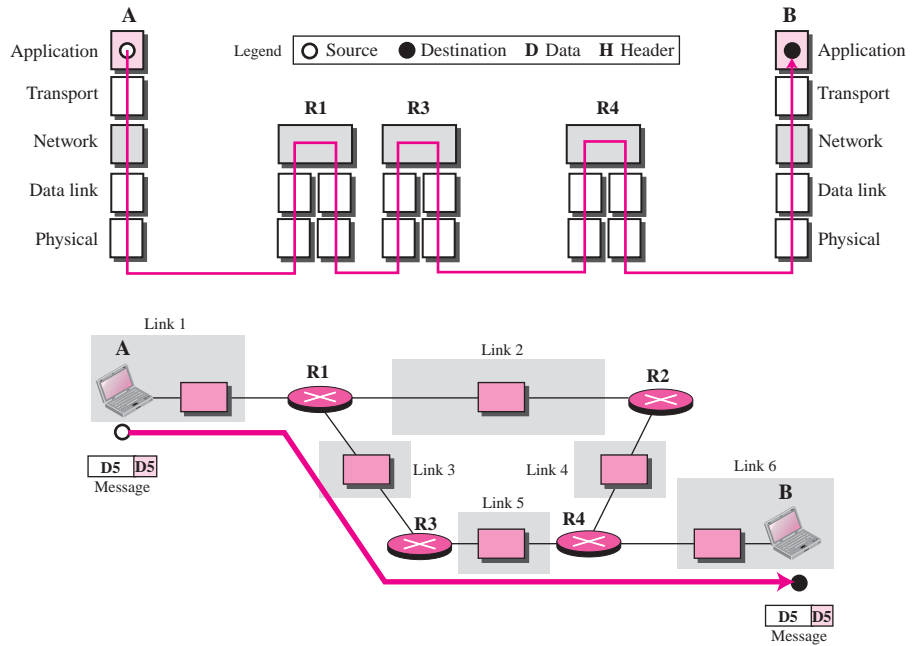 A
B
Legend Source Destination D Data H Header
Application
Application
Transport
Transport
R1 R3 R4
Network
Network
Data link
Data link
Physical
Physical
Link 1
A
Link 2
R1
R2
D5 D5
Message
Link 3
Link 4
Link 6
B
Link 5
R3
R4
D5 D5
Message